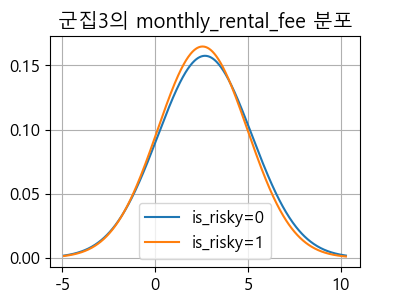 군집3의 monthly_rental_fee 분포
0.15
0.10
0.05
0.00
is_risky=0
is_risky=1
-5 0 5 10